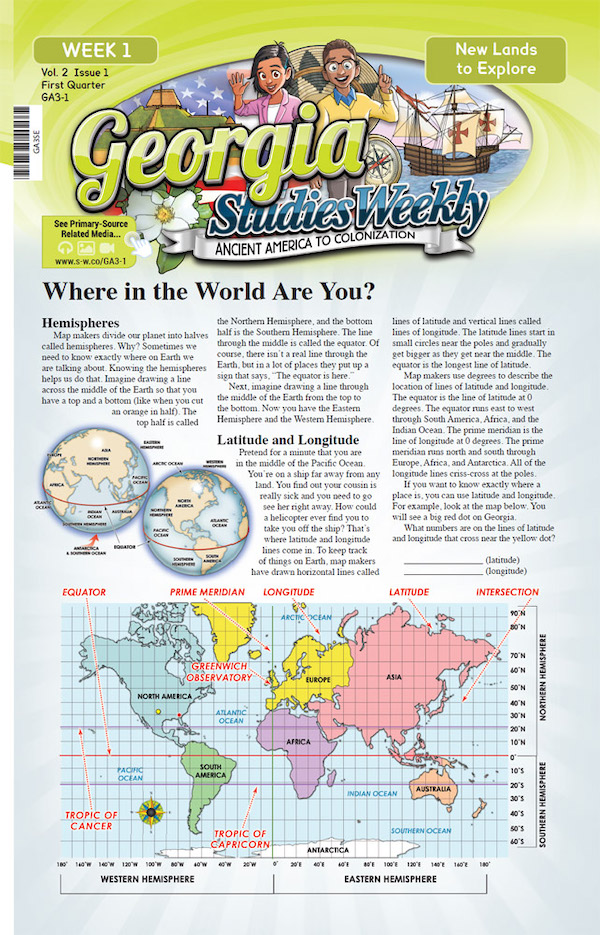 WEEK 1
New Lands
to Explore
Vol. 2 Issue 1
First Quarter
GA3-1
GA3SE
Georgia
Studies Weekly
ANCIENT AMERICA TO COLONIZATION
See Primary-Source
Related Media...
www.s-w.co/GA3-1
Where in the World Are You?
Hemispheres
Map makers divide our planet into halves
called hemispheres. Why? Sometimes we
need to know exactly where on Earth we
are talking about. Knowing the hemispheres
helps us do that. Imagine drawing a line
across the middle of the Earth so that you
have a top and a bottom (like when you cut
an orange in half). The
top half is called
the Northern Hemisphere, and the bottom
half is the Southern Hemisphere. The line
through the middle is called the equator. Of
course, there isn't a real line through the
Earth, but in a lot of places they put up a
sign that says, "The equator is here."
Next, imagine drawing a line through
the middle of the Earth from the top to
the bottom. Now you have the Eastern
Hemisphere and the Western Hemisphere.
Latitude and Longitude
Pretend for a minute that you are
in the middle of the Pacific Ocean.
You're on a ship far away from any
land. You find out your cousin is
really sick and you need to go
see her right away. How could
a helicopter ever find you to
take you off the ship? That's
where latitude and longitude
lines come in. To keep track
of things on Earth, map makers
have drawn horizontal lines called
lines of latitude and vertical lines called
lines of longitude. The latitude lines start in
small circles near the poles and gradually
get bigger as they get near the middle. The
equator is the longest line of latitude.
Map makers use degrees to describe the
location of lines of latitude and longitude.
The equator is the line of latitude at 0
degrees. The equator runs east to west
through South America, Africa, and the
Indian Ocean. The prime meridian is the
line of longitude at 0 degrees. The prime
meridian runs north and south through
Europe, Africa, and Antarctica. All of the
longitude lines criss-cross at the poles.
If you want to know exactly where a
place is, you can use latitude and longitude.
For example, look at the map below. You
will see a big red dot on Georgia.
What numbers are on the lines of latitude
and longitude that cross near the yellow dot?
(latitude)
(longitude)
EUROPE
ASIA
NORTHERN HEMISPHERE
EASTERN HEMISPHERE
AFRICA
PACIFIC OCEAN
ATLANTIC OCEAN
INDIAN OCEAN
AUSTRALIA
SOUTHERN HEMISPHERE
ANTARCTICA & SOUTHERN OCEAN
EQUATOR
ARCTIC OCEAN
WESTERN HEMISPHERE
NORTHERN HEMISPHERE
NORTH AMERICA
ATLANTIC OCEAN
PACIFIC OCEAN
SOUTHERN HEMISPHERE
SOUTH AMERICA
EQUATOR
PRIME MERIDIAN
LONGITUDE
LATITUDE
INTERSECTION
ARCTIC OCEAN
GREENWICH
OBSERVATORY
EUROPE
ASIA
NORTH AMERICA
ATLANTIC
OCEAN
AFRICA
PACIFIC
OCEAN
SOUTH
AMERICA
INDIAN OCEAN
AUSTRALIA
TROPIC OF
CANCER
TROPIC OF
CAPRICORN
SOUTHERN OCEAN
ANTARCTICA
90°N
80°N
70°N
60°N
50°N
40°N
30°N
20°N
10°N
0°
10°S
20°S
30°S
40°S
50°S
60°S
NORTHERN HEMISPHERE
SOUTHERN HEMISPHERE
180° 160°W 140°W 120°W 100°W 80°W 60°W 40°W 20°W 0° 20°E 40°E 60°E 80°E 100°E 120°E 140°E 160°E 180°
WESTERN HEMISPHERE
EASTERN HEMISPHERE